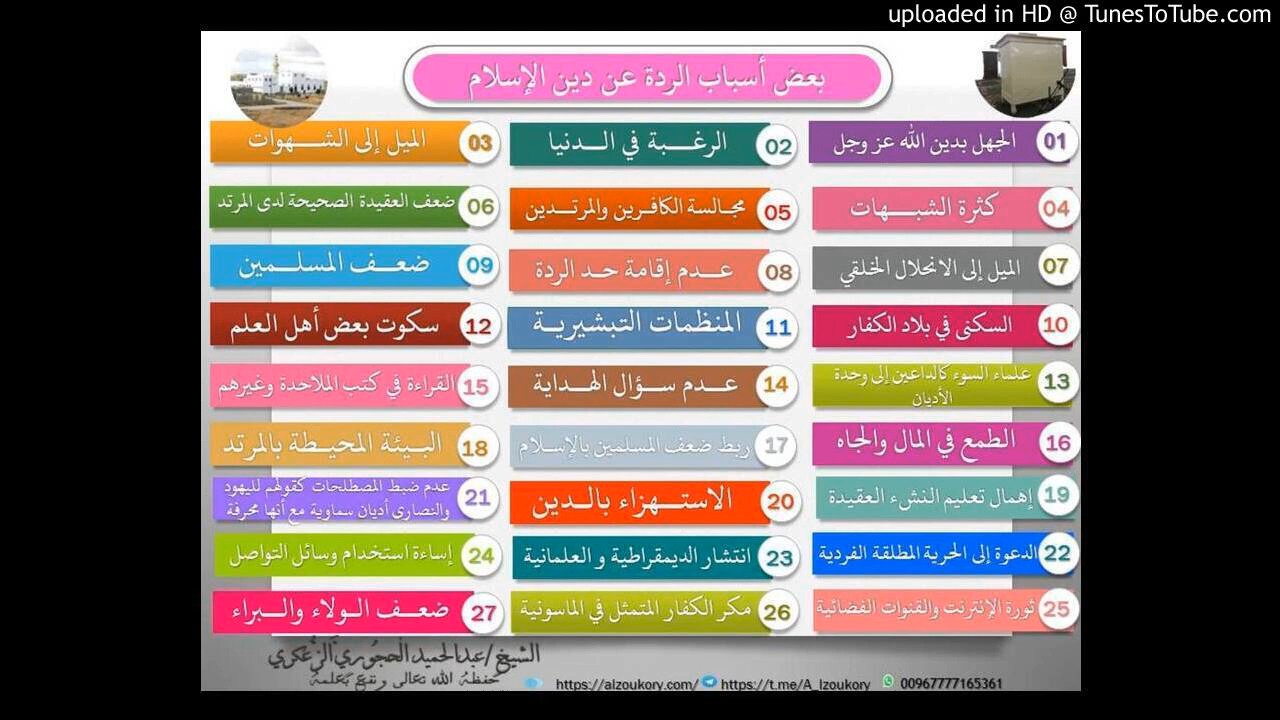 uploaded in HD @ TunesToTube.com
بعض أسباب الردة عن دين الإسلام
01 الجهل بدين الله عز وجل
02 الرغبة في الدنيا
03 الميل إلى الشهوات
04 كثرة الشبهات
05 مجالسة الكافرين والمرتدين
06 ضعف العقيدة الصحيحة لدى المرتد
07 الميل إلى الانحلال الخلقي
08 عدم إقامة حد الردة
09 ضعف المسلمين
10 السكنى في بلاد الكفار
11 المنظمات التبشيرية
12 سكوت بعض أهل العلم
13 علماء السوء كالداعين إلى وحدة
الأديان
14 عدم سؤال الهداية
15 القراءة في كتب الملاحدة وغيرهم
16 الطمع في المال والجاه
17 ربط ضعف المسلمين بالإسلام
18 البيئة المحيطة بالمرتد
19 إهمال تعليم النشء العقيدة
20 الاستهزاء بالدين
21 عدم ضبط المصطلحات كقولهم لليهود
والنصارى أديان سماوية مع أنها محرفة
22 الدعوة إلى الحرية المطلقة الفردية
23 انتشار الديمقراطية و العلمانية
24 إساءة استخدام وسائل التواصل
25 ثورة الإنترنت والقنوات الفضائية
26 مكر الكفار المتمثل في الماسونية
27 ضعف الولاء والبراء
الشيخ/عبدالحميد الحجوري الزعكري
حفظه الله تعالى ونفع بعلمه
https://alzoukory.com/ https://t.me/A_lzoukory 00967777165361